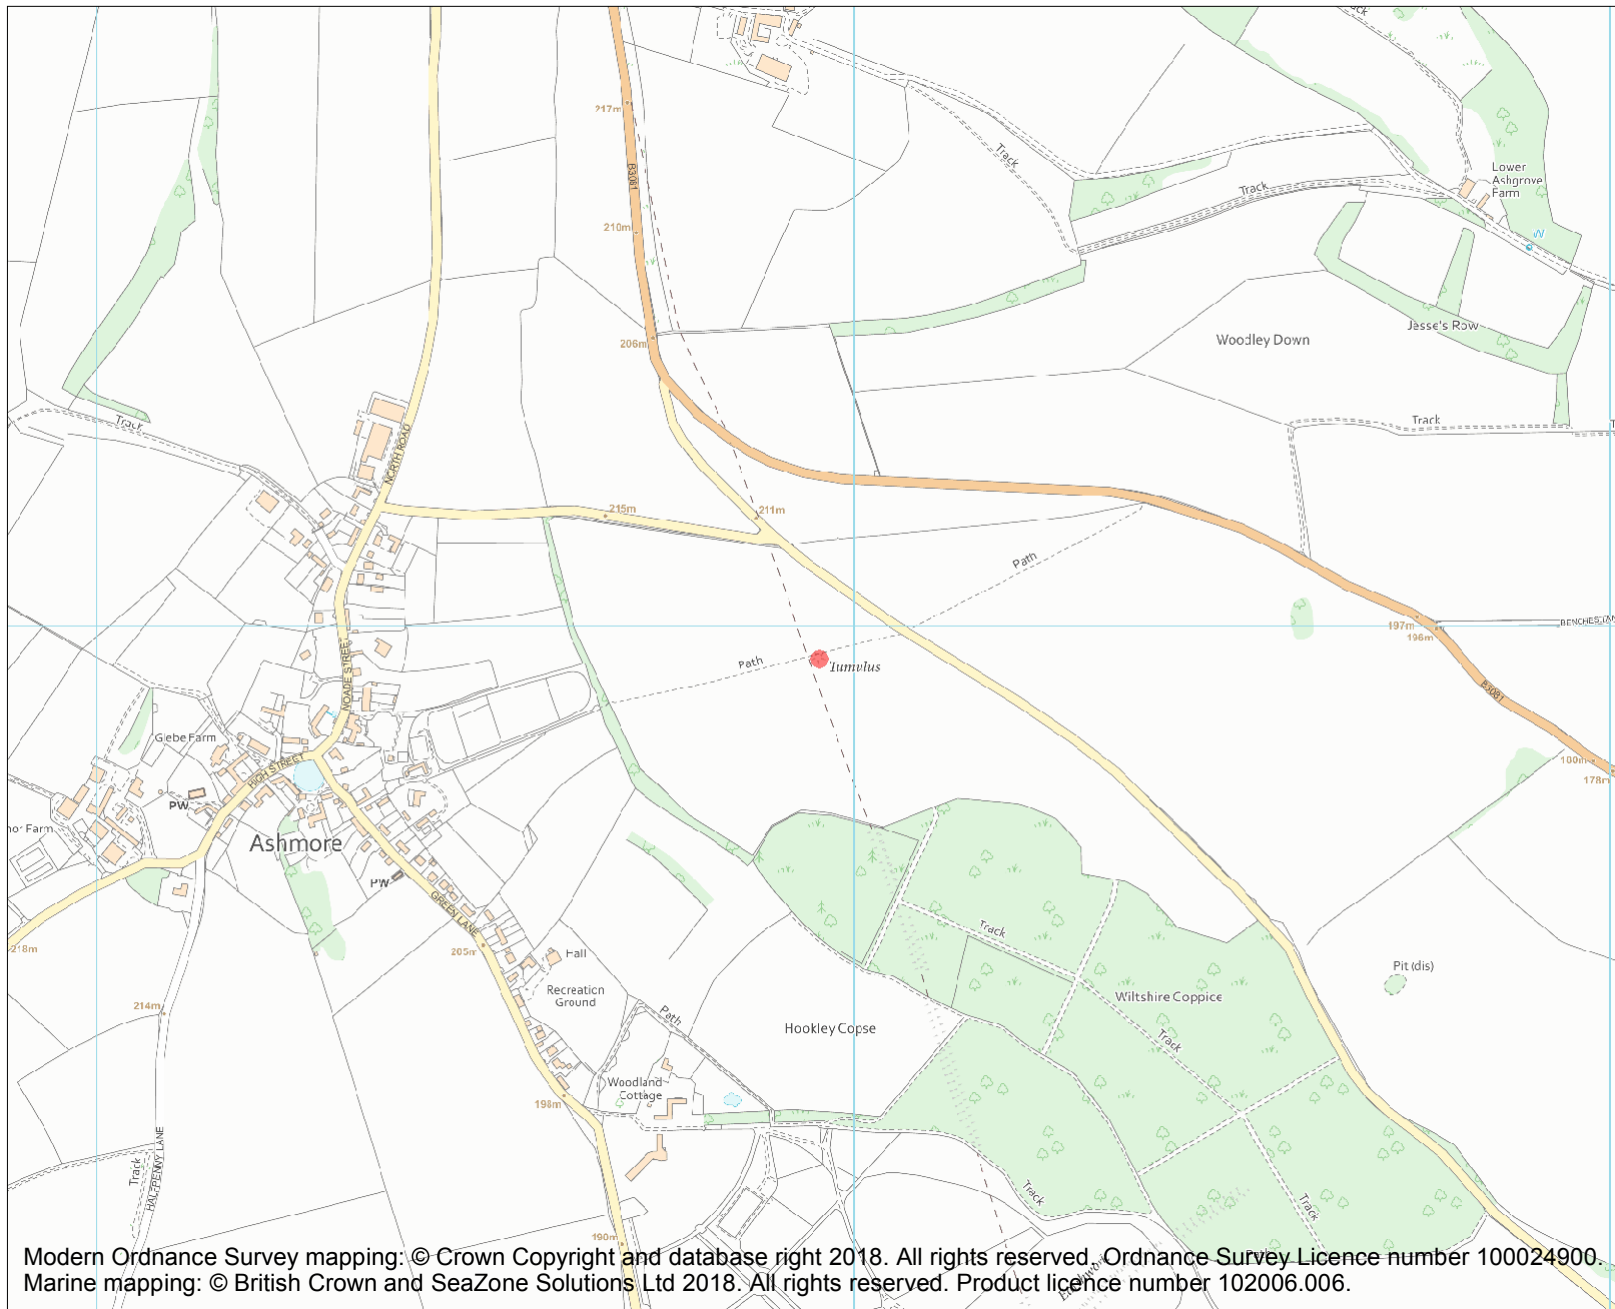 Track
217m
B3081
Track
Lower
Ashgrove
Farm
Track
W
210m
Jesse's Row
206m
Woodley Down
Track
Track
NORTH ROAD
215m
211m
Path
197m
196m
Path
Tumulus
NOADE STREET
B3081
Glebe Farm
HIGH STREET
178m
PW
Ashmore
PW
GREEN LANE
218m
205m
Hall
Track
Pit (dis)
Recreation
Ground
Wiltshire Coppice
214m
Path
Hookley Copse
Track
Woodland
Cottage
198m
HALFPENNY LANE
Track
Track
Track
190m
Path
Modern Ordnance Survey mapping: © Crown Copyright and database right 2018. All rights reserved. Ordnance Survey Licence number 100024900.
Marine mapping: © British Crown and SeaZone Solutions Ltd 2018. All rights reserved. Product licence number 102006.006.